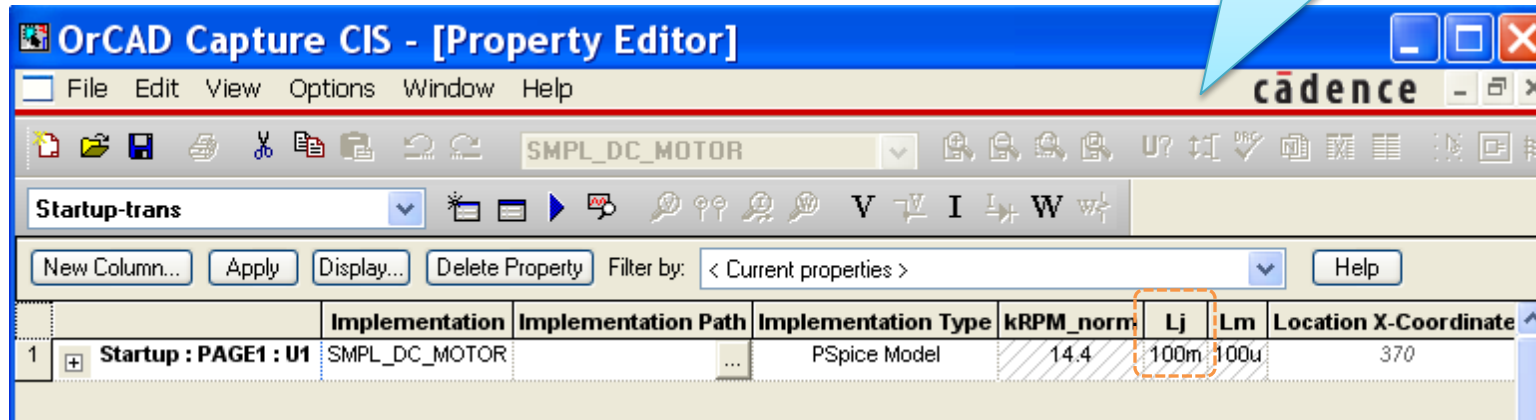 OrCAD Capture CIS - [Property Editor]
File Edit View Options Window Help cādence
SMPL_DC_MOTOR U? DRC
Startup-trans V V I I W W
New Column... Apply Display... Delete Property Filter by: < Current properties > Help
Implementation Implementation Path Implementation Type kRPM_norm Lj Lm Location X-Coordinate
1 Startup : PAGE1 : U1 SMPL_DC_MOTOR ... PSpice Model 14.4 100m 100u 370